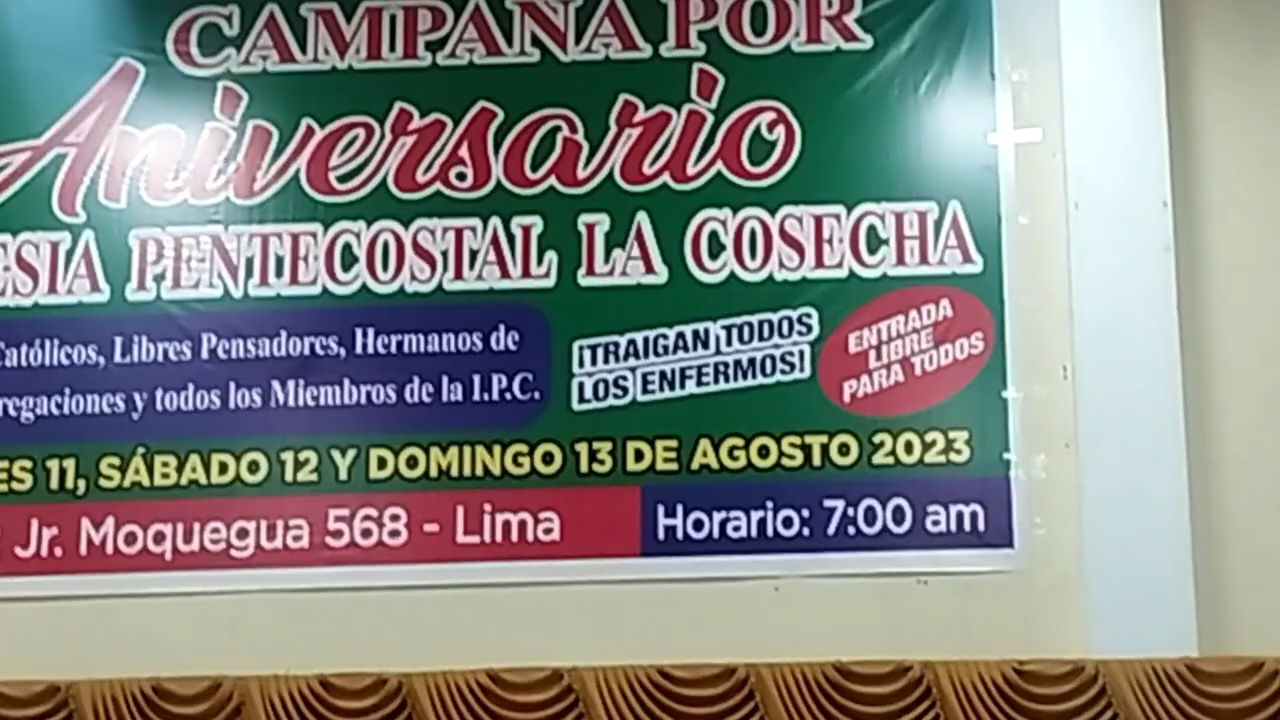 CAMPAÑA POR
Aniversario
ESIA PENTECOSTAL LA COSECHA
Católicos, Libres Pensadores, Hermanos de
regaciones y todos los Miembros de la I.P.C.
¡TRAIGAN TODOS
LOS ENFERMOS!
ENTRADA
LIBRE
PARA TODOS
ES 11, SÁBADO 12 Y DOMINGO 13 DE AGOSTO 2023
Jr. Moquegua 568 - Lima
Horario: 7:00 am